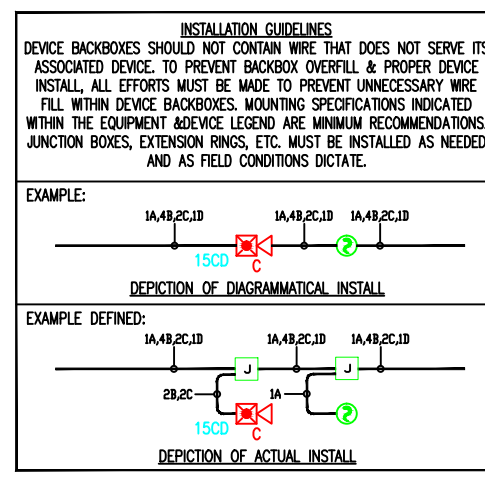 INSTALLATION GUIDELINES
DEVICE BACKBOXES SHOULD NOT CONTAIN WIRE THAT DOES NOT SERVE ITS
ASSOCIATED DEVICE. TO PREVENT BACKBOX OVERFILL & PROPER DEVICE
INSTALL, ALL EFFORTS MUST BE MADE TO PREVENT UNNECESSARY WIRE
FILL WITHIN DEVICE BACKBOXES. MOUNTING SPECIFICATIONS INDICATED
WITHIN THE EQUIPMENT &DEVICE LEGEND ARE MINIMUM RECOMMENDATIONS.
JUNCTION BOXES, EXTENSION RINGS, ETC. MUST BE INSTALLED AS NEEDED
AND AS FIELD CONDITIONS DICTATE.
EXAMPLE:
1A,4B,2C,1D 1A,4B,2C,1D 1A,4B,2C,1D
15CD C
DEPICTION OF DIAGRAMMATICAL INSTALL
EXAMPLE DEFINED:
1A,4B,2C,1D 1A,4B,2C,1D 1A,4B,2C,1D
J J
2B,2C 1A
15CD C
DEPICTION OF ACTUAL INSTALL